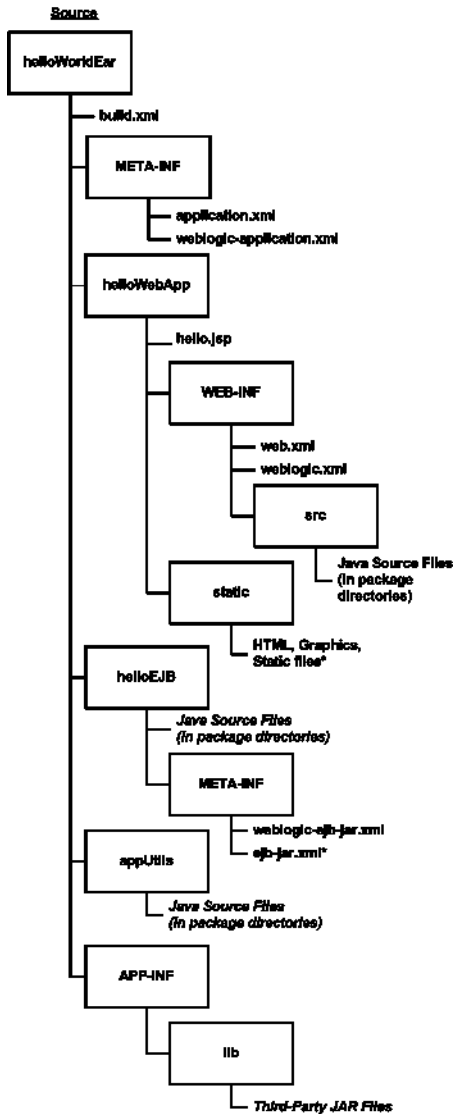 Source
helloWorldEar
build.xml
META-INF
application.xml
weblogic-application.xml
helloWebApp
hello.jsp
WEB-INF
web.xml
weblogic.xml
src
Java Source Files
(in package
directories)
static
HTML, Graphics,
Static files*
helloEJB
Java Source Files
(in package directories)
META-INF
weblogic-ejb-jar.xml
ejb-jar.xml*
appUtils
Java Source Files
(in package directories)
APP-INF
lib
Third-Party JAR Files